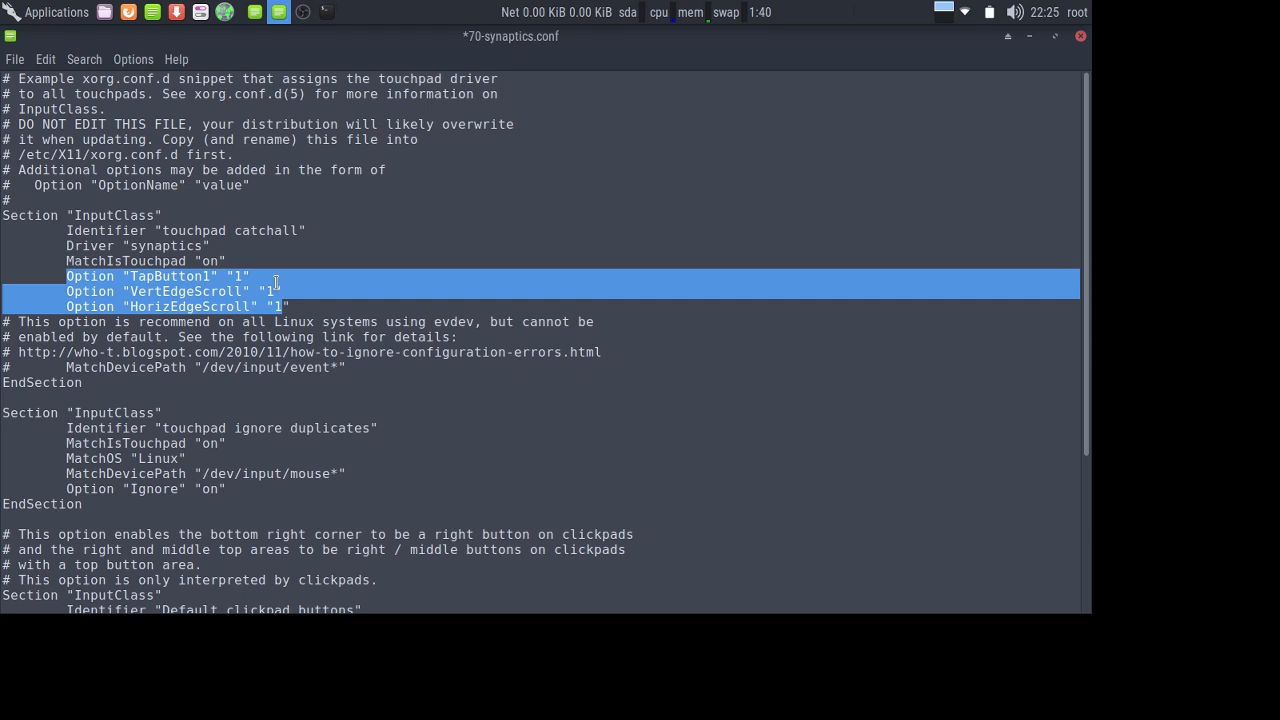 Applications Net 0.00 KiB 0.00 KiB sda cpu mem swap 1:40 22:25 root
*70-synaptics.conf
File Edit Search Options Help
# Example xorg.conf.d snippet that assigns the touchpad driver
# to all touchpads. See xorg.conf.d(5) for more information on
# InputClass.
# DO NOT EDIT THIS FILE, your distribution will likely overwrite
# it when updating. Copy (and rename) this file into
# /etc/X11/xorg.conf.d first.
# Additional options may be added in the form of
#   Option "OptionName" "value"
#
Section "InputClass"
        Identifier "touchpad catchall"
        Driver "synaptics"
        MatchIsTouchpad "on"
        Option "TapButton1" "1"
        Option "VertEdgeScroll" "1"
        Option "HorizEdgeScroll" "1"
# This option is recommend on all Linux systems using evdev, but cannot be
# enabled by default. See the following link for details:
# http://who-t.blogspot.com/2010/11/how-to-ignore-configuration-errors.html
#       MatchDevicePath "/dev/input/event*"
EndSection

Section "InputClass"
        Identifier "touchpad ignore duplicates"
        MatchIsTouchpad "on"
        MatchOS "Linux"
        MatchDevicePath "/dev/input/mouse*"
        Option "Ignore" "on"
EndSection

# This option enables the bottom right corner to be a right button on clickpads
# and the right and middle top areas to be right / middle buttons on clickpads
# with a top button area.
# This option is only interpreted by clickpads.
Section "InputClass"
        Identifier "Default clickpad buttons"